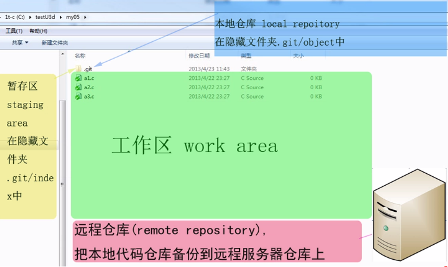 1t-c (C:) ▸ testGSd ▸ my05 ▸
工具(T) 帮助(H)
共享 新建文件夹
名称 修改日期 类型 大小
.git 2013/4/23 11:43 文件夹
a1.c 2013/4/22 23:27 C Source 0 KB
a2.c 2013/4/22 23:27 C Source 0 KB
a3.c 2013/4/22 23:27 C Source 0 KB
本地仓库 local repoitory
在隐藏文件夹.git/object中
暂存区
staging
area
在隐藏文
件夹
.git/inde
x中
工作区 work area
远程仓库(remote repository),
把本地代码仓库备份到远程服务器仓库上